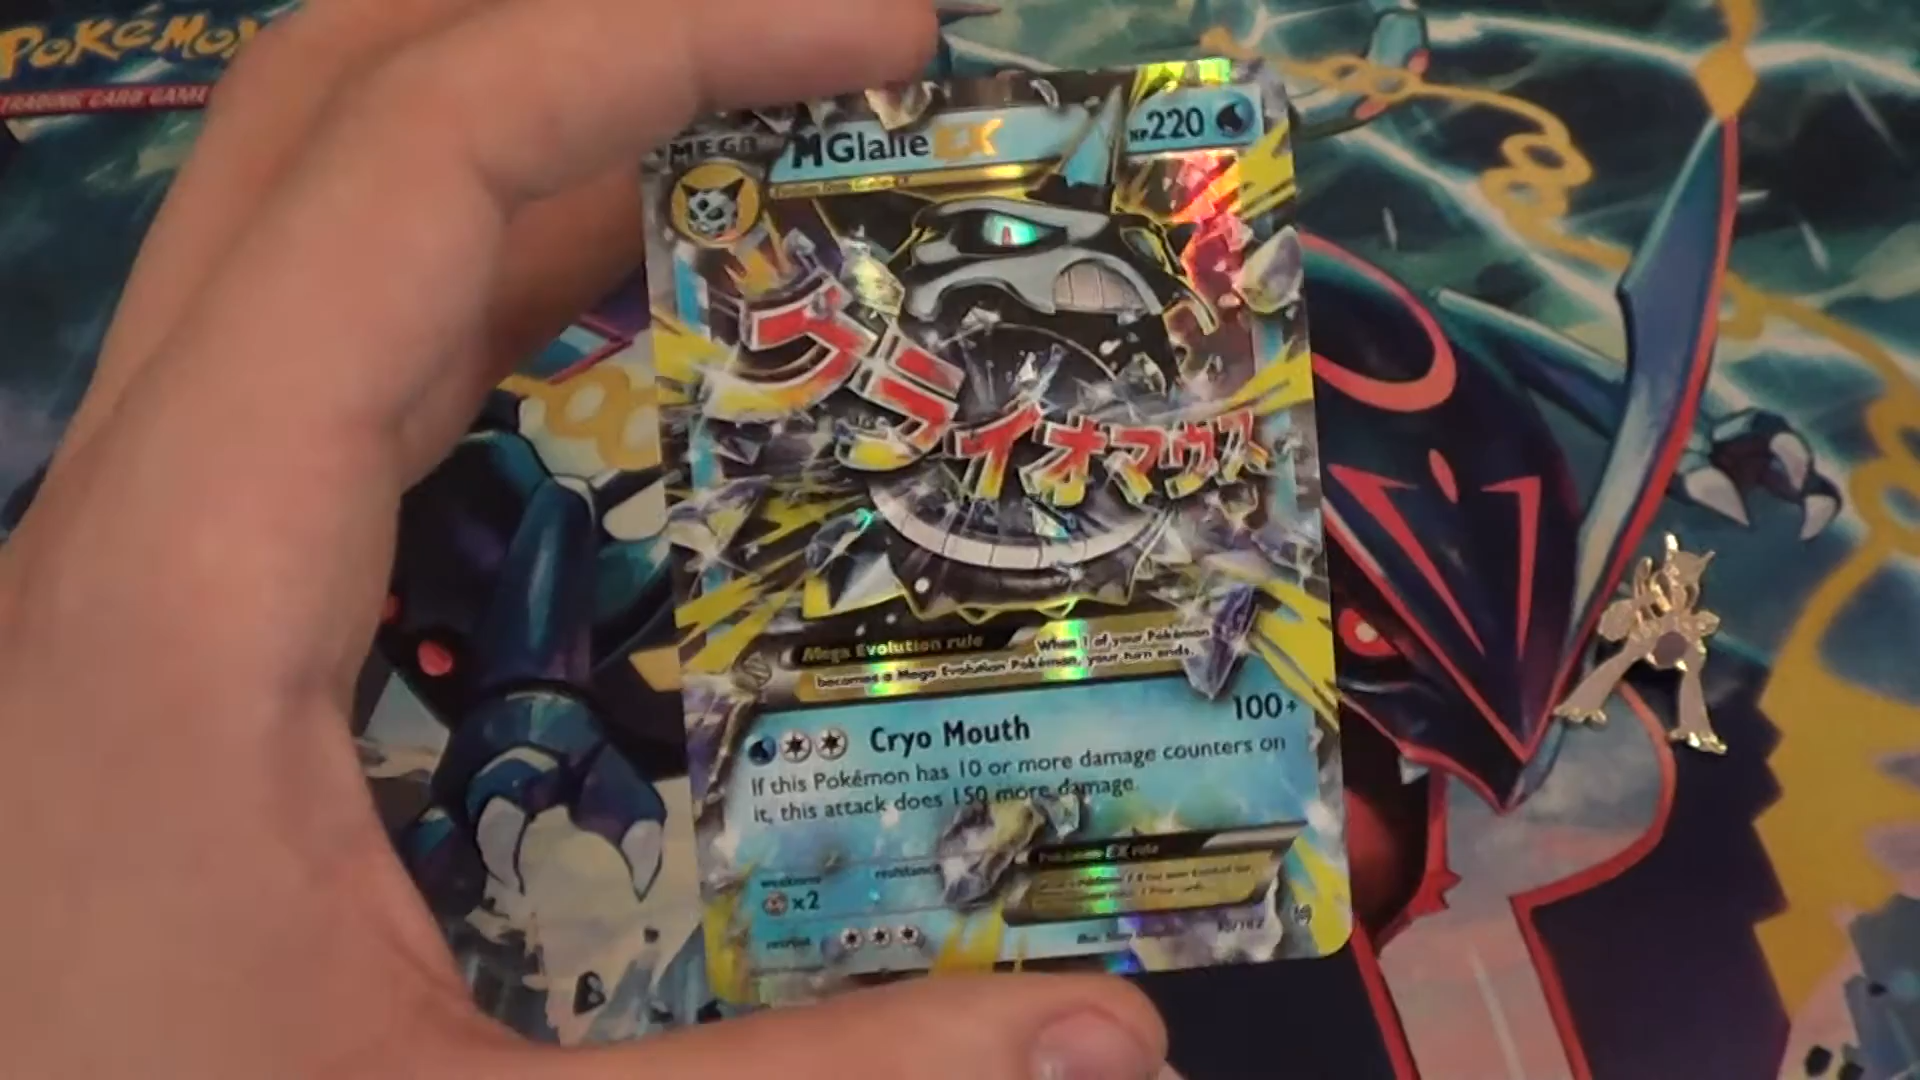 POKéMON
TRADING CARD GAME
MEGA
MGlalie EX
HP220
クライオマウス
Mega Evolution rule
When 1 of your Pokémon
becomes a Mega Evolution Pokémon, your turn ends.
Cryo Mouth 100+
If this Pokémon has 10 or more damage counters on
it, this attack does 150 more damage.
Pokémon EX rule
weakness
resistance
x2
retreat